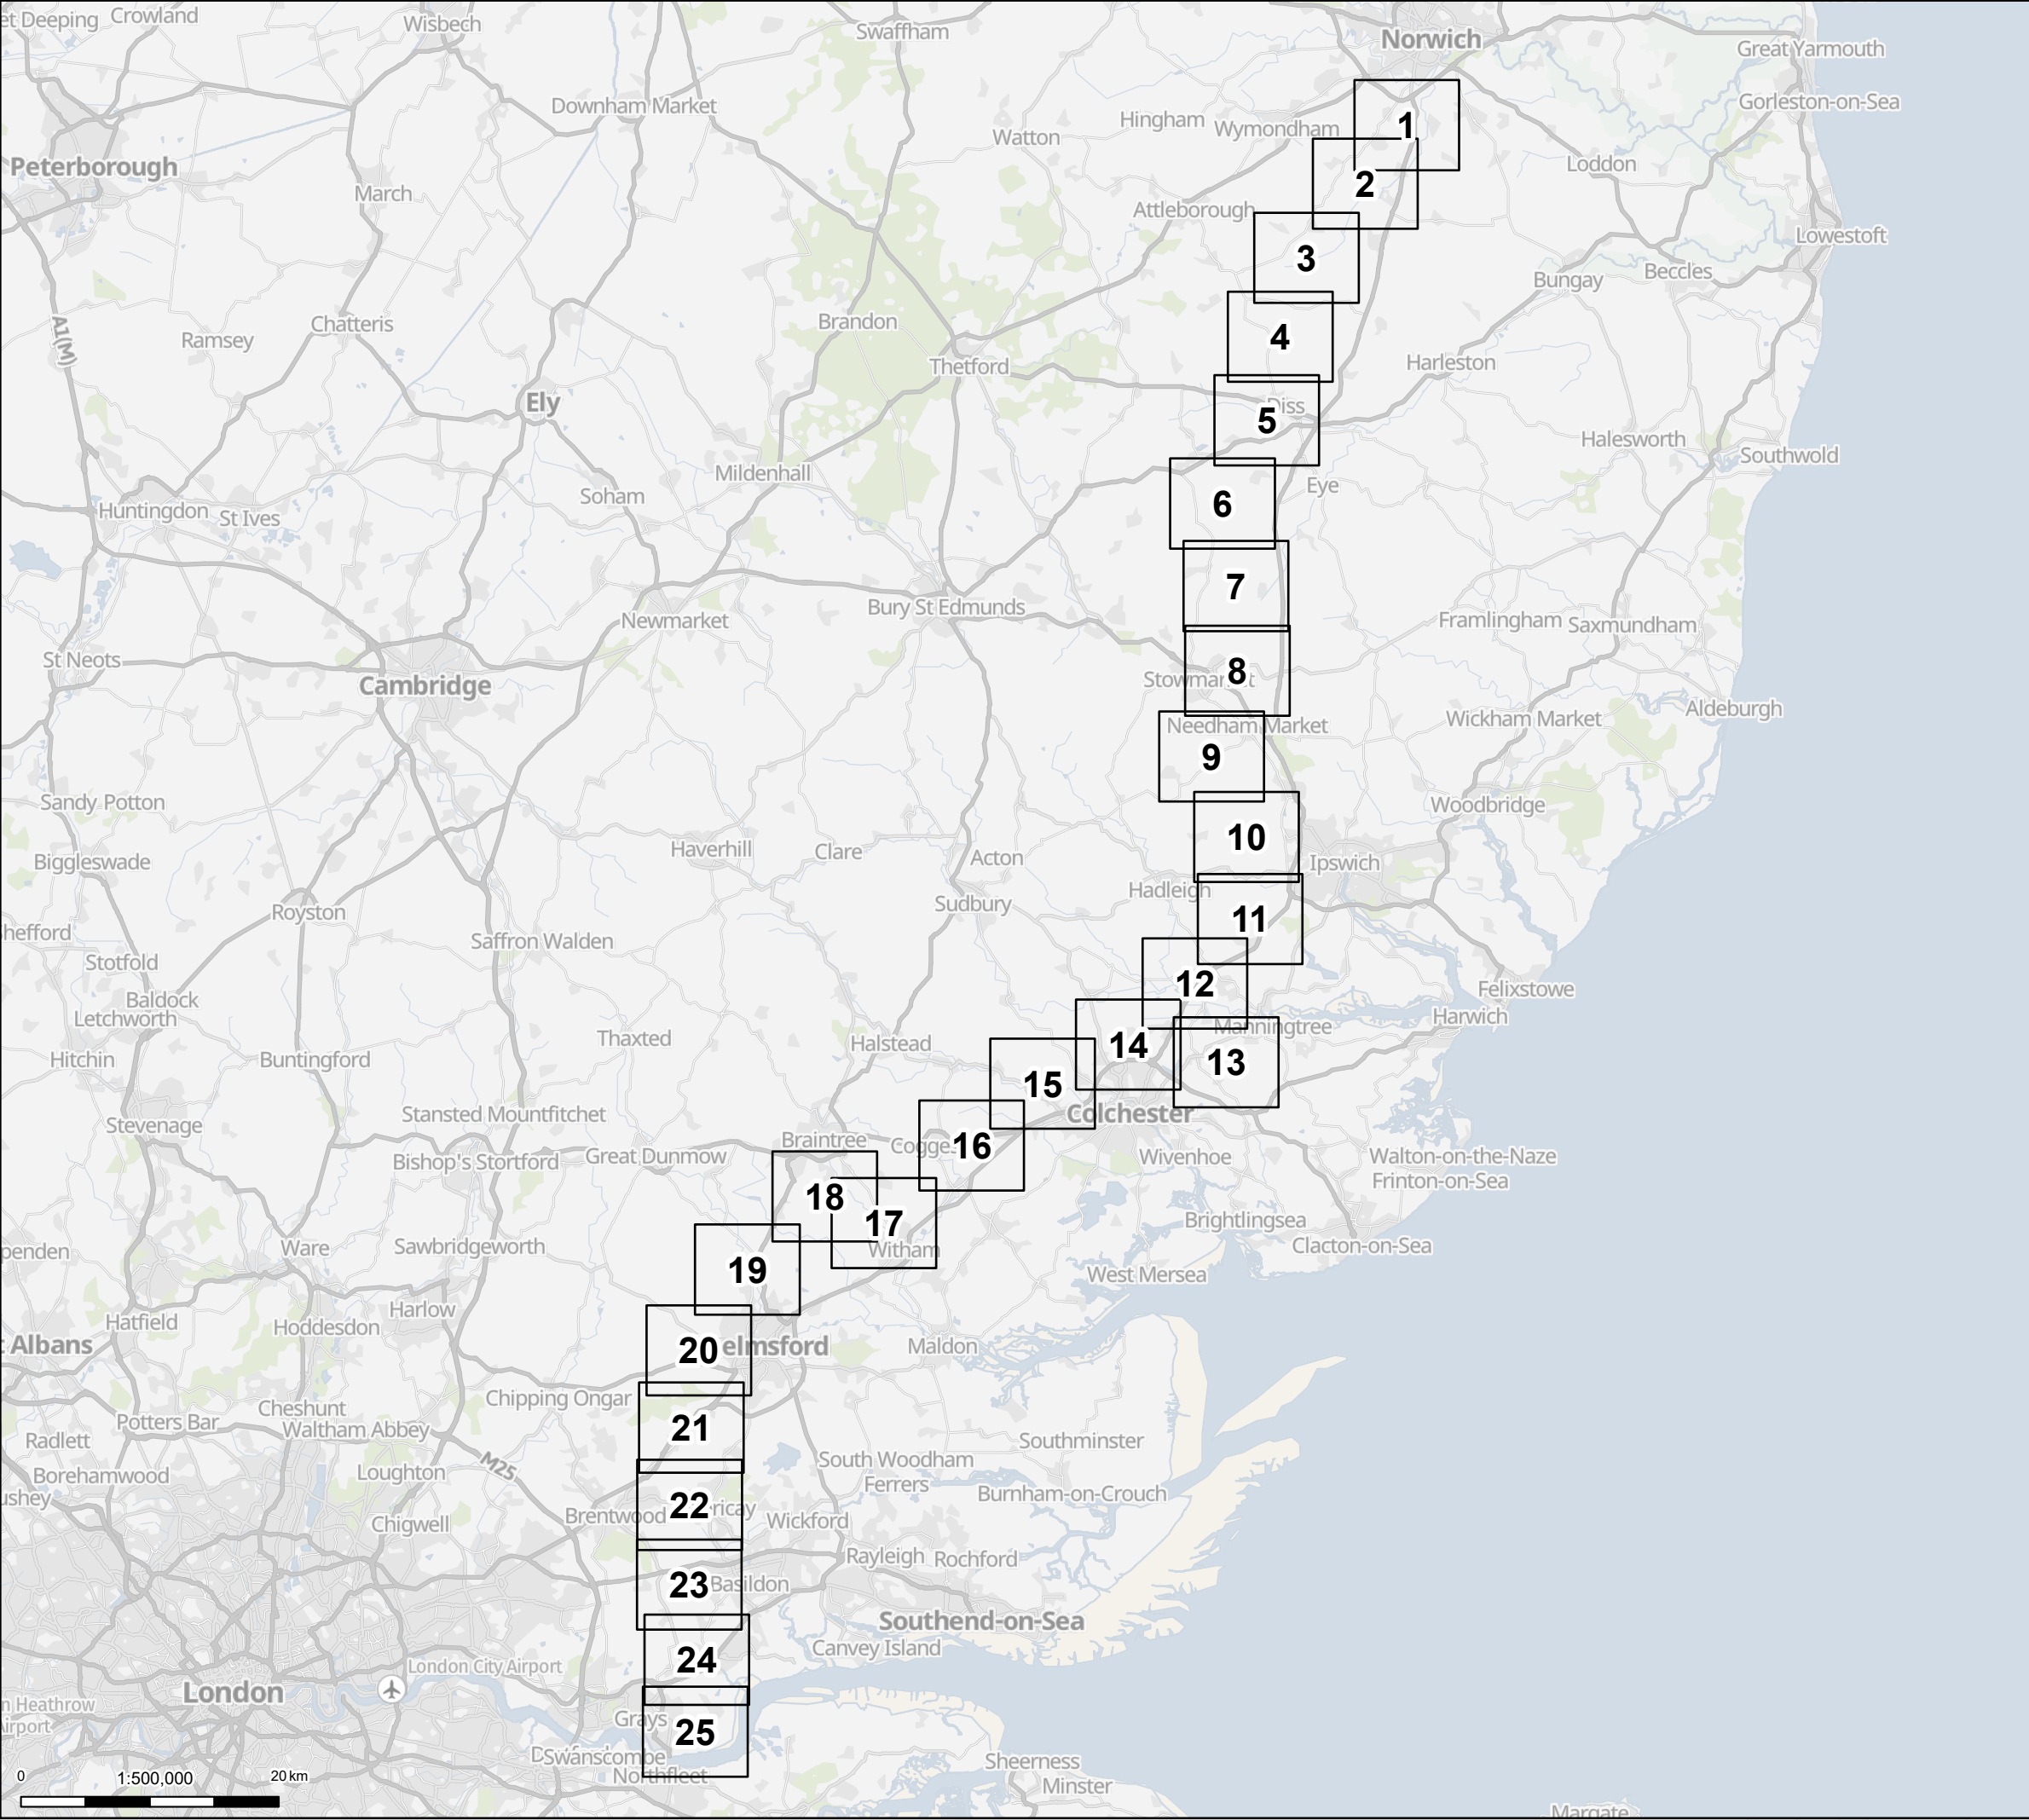 et Deeping
Crowland
Wisbech
Swaffham
Norwich
Great Yarmouth
Downham Market
Gorleston-on-Sea
Hingham
Wymondham
1
Watton
Peterborough
Loddon
March
2
Attleborough
Lowestoft
3
Beccles
Bungay
A1(M)
Chatteris
Brandon
Ramsey
4
Thetford
Harleston
Ely
Diss
5
Halesworth
Southwold
Mildenhall
Eye
Soham
6
Huntingdon
St Ives
7
Bury St Edmunds
Newmarket
Framlingham
Saxmundham
St Neots
8
Stowmarket
Cambridge
Aldeburgh
Wickham Market
Needham Market
9
Sandy Potton
Woodbridge
10
Haverhill
Clare
Acton
Ipswich
Biggleswade
Hadleigh
Sudbury
Royston
11
hefford
Saffron Walden
Stotfold
12
Felixstowe
Baldock
Letchworth
Harwich
Manningtree
Thaxted
Halstead
14
Hitchin
Buntingford
13
15
Colchester
Stansted Mountfitchet
Stevenage
Braintree
Cogge
16
Bishop's Stortford
Great Dunmow
Wivenhoe
Walton-on-the-Naze
Frinton-on-Sea
18
17
Brightlingsea
Clacton-on-Sea
penden
Ware
Sawbridgeworth
Witham
19
West Mersea
Harlow
Hatfield
Hoddesdon
t Albans
20
elmsford
Maldon
Chipping Ongar
Cheshunt
Potters Bar
Waltham Abbey
21
Radlett
Southminster
M25
South Woodham
Ferrers
Borehamwood
Loughton
ushey
Burnham-on-Crouch
22
ricay
Brentwood
Wickford
Chigwell
Rayleigh
Rochford
23
Basildon
Southend-on-Sea
Canvey Island
24
London City Airport
London
n Heathrow
Airport
Grays
25
Swanscombe
Northfleet
Sheerness
Minster
0
1:500,000
20 km
Margate